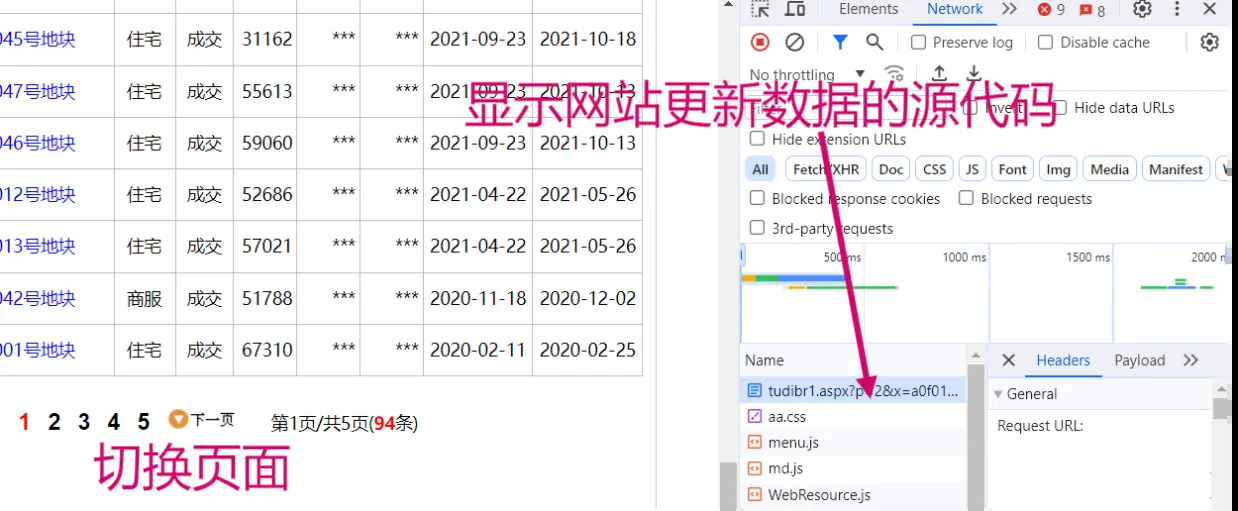 045号地块 住宅 成交 31162 *** *** 2021-09-23 2021-10-18
047号地块 住宅 成交 55613 *** *** 2021-09-23 2021-10-13
046号地块 住宅 成交 59060 *** *** 2021-09-23 2021-10-13
012号地块 住宅 成交 52686 *** *** 2021-04-22 2021-05-26
013号地块 住宅 成交 57021 *** *** 2021-04-22 2021-05-26
042号地块 商服 成交 51788 *** *** 2020-11-18 2020-12-02
001号地块 住宅 成交 67310 *** *** 2020-02-11 2020-02-25
1 2 3 4 5 下一页 第1页/共5页(94条)
切换页面
显示网站更新数据的源代码
Elements Network 9 8
Preserve log Disable cache
No throttling
Invert Hide data URLs
Hide extension URLs
All Fetch/XHR Doc CSS JS Font Img Media Manifest
Blocked response cookies Blocked requests
3rd-party requests
500 ms 1000 ms 1500 ms 2000
Name
tudibr1.aspx?p=2&x=a0f01...
aa.css
menu.js
md.js
WebResource.js
Headers Payload
General
Request URL: